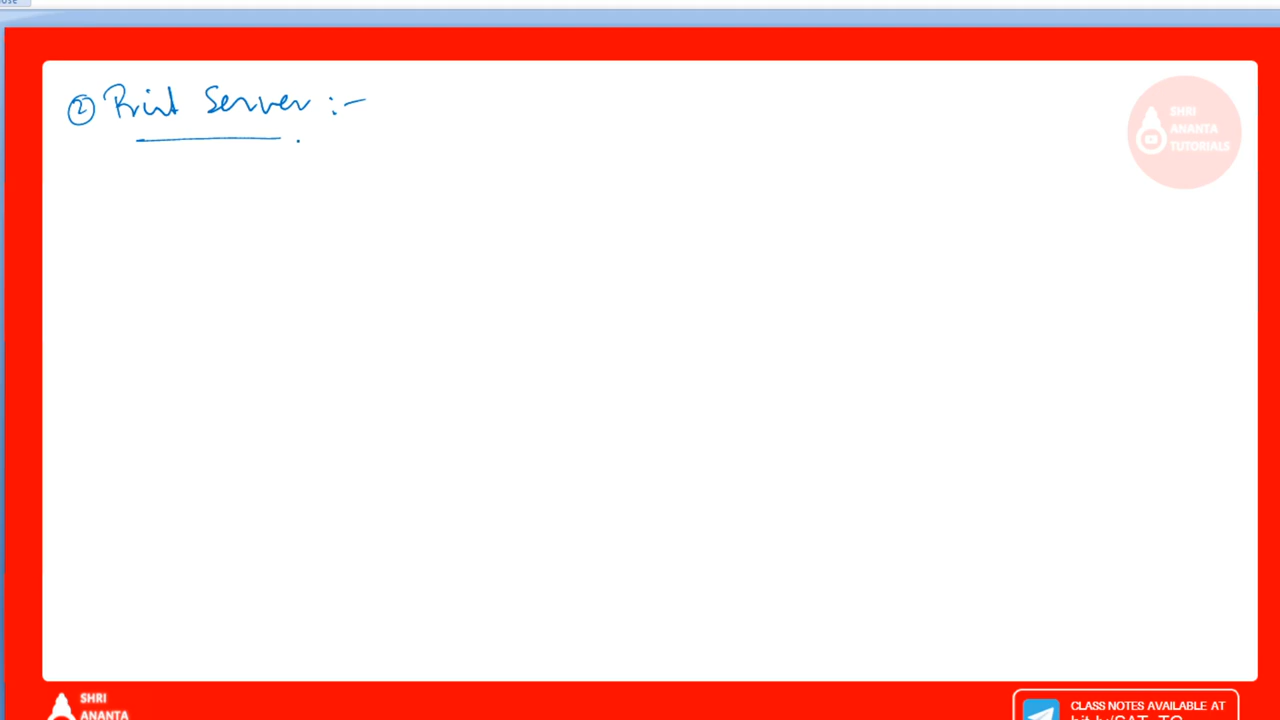 ② Print Server :-
SHRI
ANANTA
TUTORIALS
SHRI
ANANTA
CLASS NOTES AVAILABLE AT